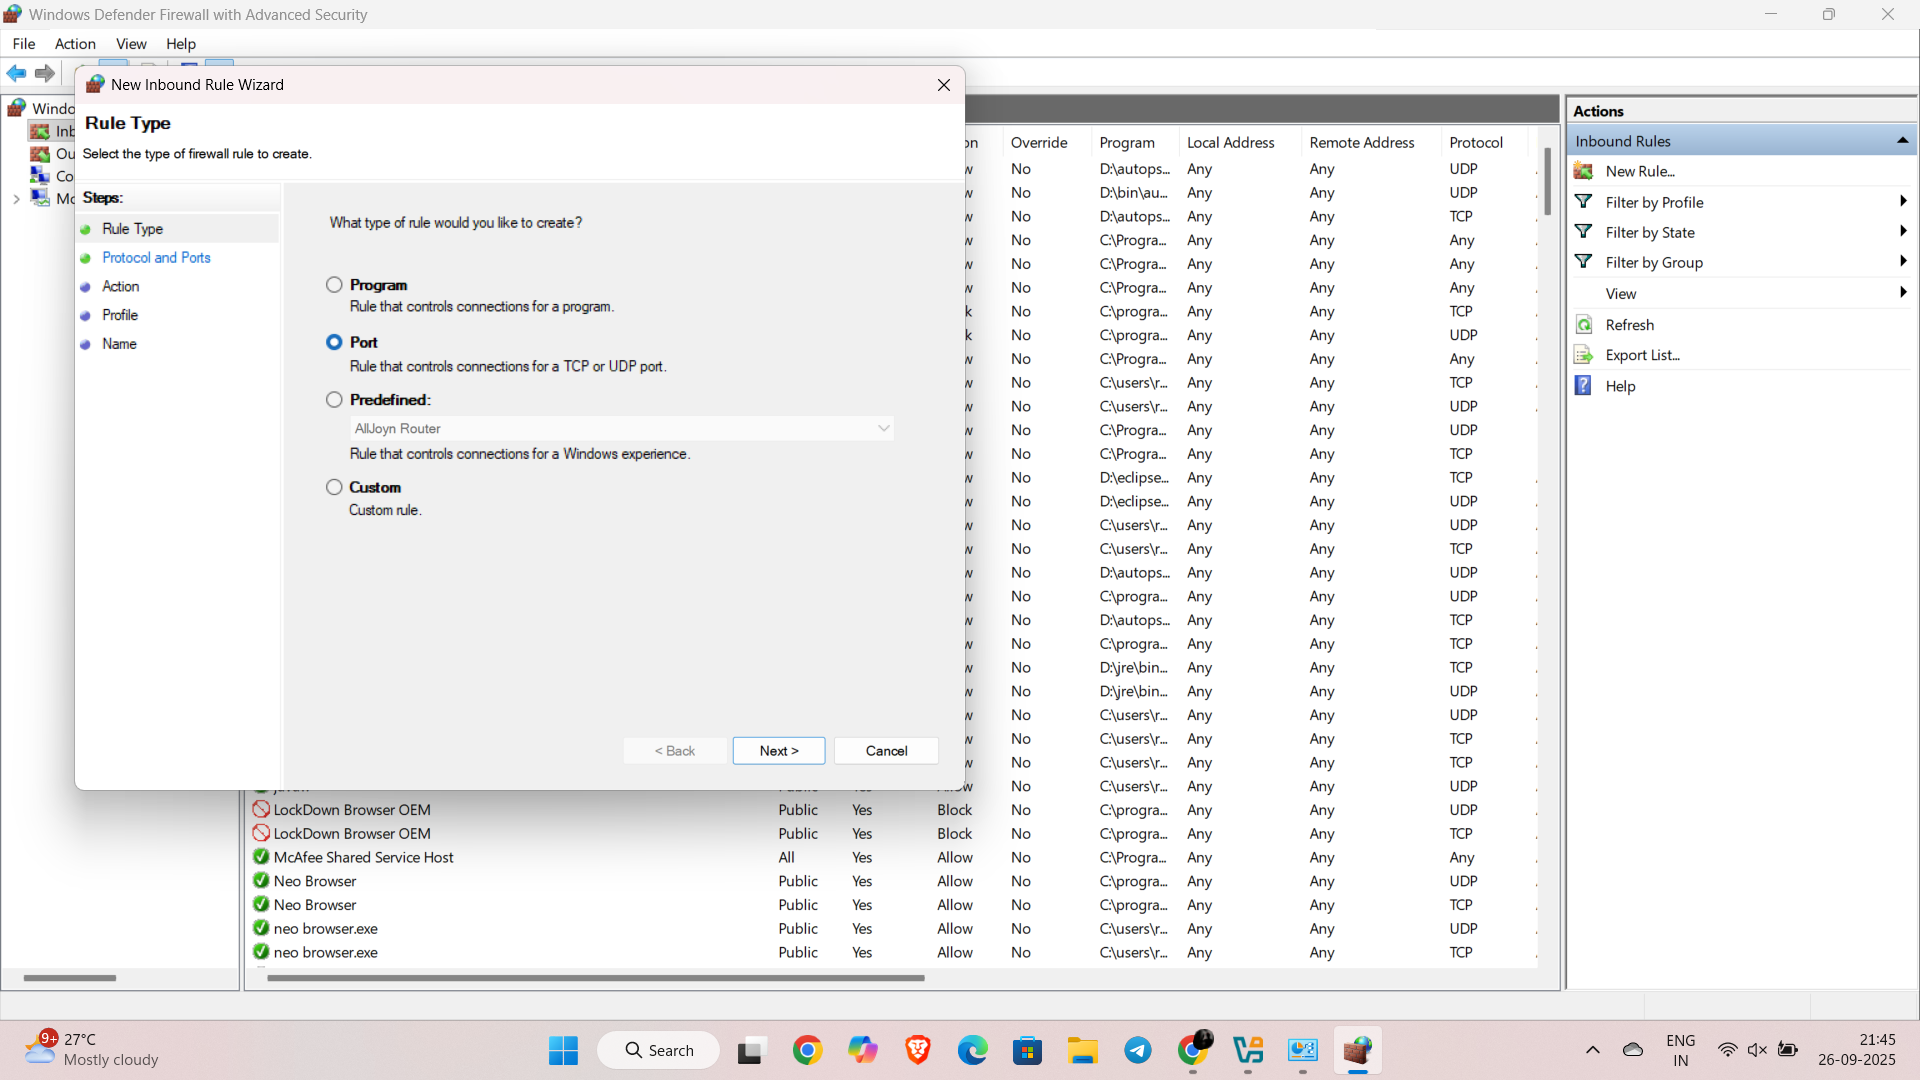 Windows Defender Firewall with Advanced Security
File Action View Help
New Inbound Rule Wizard
Rule Type
Select the type of firewall rule to create.
Steps:
Rule Type
Protocol and Ports
Action
Profile
Name
What type of rule would you like to create?
Program
Rule that controls connections for a program.
Port
Rule that controls connections for a TCP or UDP port.
Predefined:
AllJoyn Router
Rule that controls connections for a Windows experience.
Custom
Custom rule.
< Back Next > Cancel
Override Program Local Address Remote Address Protocol
No D:\autops... Any Any UDP
No D:\bin\au... Any Any UDP
No D:\autops... Any Any TCP
No C:\Progra... Any Any Any
No C:\Progra... Any Any Any
No C:\Progra... Any Any Any
No C:\progra... Any Any TCP
No C:\progra... Any Any UDP
No C:\Progra... Any Any Any
No C:\users\r... Any Any TCP
No C:\users\r... Any Any UDP
No C:\Progra... Any Any UDP
No C:\Progra... Any Any TCP
No D:\eclipse... Any Any TCP
No D:\eclipse... Any Any UDP
No C:\users\r... Any Any UDP
No C:\users\r... Any Any TCP
No D:\autops... Any Any UDP
No C:\progra... Any Any UDP
No D:\autops... Any Any TCP
No C:\progra... Any Any TCP
No D:\jre\bin... Any Any TCP
No D:\jre\bin... Any Any UDP
No C:\users\r... Any Any UDP
No C:\users\r... Any Any TCP
No C:\users\r... Any Any TCP
No C:\users\r... Any Any UDP
LockDown Browser OEM Public Yes Block No C:\progra... Any Any UDP
LockDown Browser OEM Public Yes Block No C:\progra... Any Any TCP
McAfee Shared Service Host All Yes Allow No C:\Progra... Any Any Any
Neo Browser Public Yes Allow No C:\progra... Any Any UDP
Neo Browser Public Yes Allow No C:\progra... Any Any TCP
neo browser.exe Public Yes Allow No C:\users\r... Any Any UDP
neo browser.exe Public Yes Allow No C:\users\r... Any Any TCP
Actions
Inbound Rules
New Rule...
Filter by Profile
Filter by State
Filter by Group
View
Refresh
Export List...
Help
9+
27°C
Mostly cloudy
Search
ENG
IN
21:45
26-09-2025